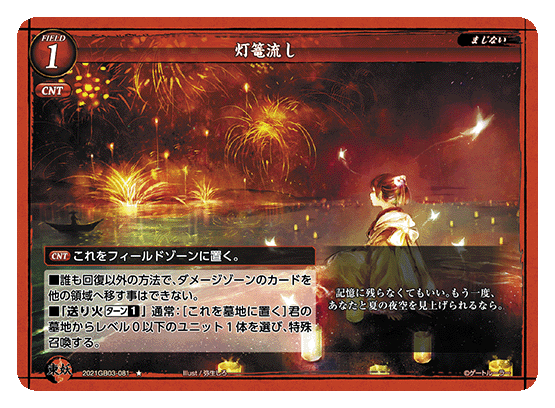 FIELD
1
灯篭流し
まじない
CNT
CNT これをフィールドゾーンに置く。
■誰も回復以外の方法で、ダメージゾーンのカードを
他の領域へ移す事はできない。
■「送り火 ターン1」通常:[これを墓地に置く]君の
墓地からレベル0以下のユニット1体を選び、特殊
召喚する。
記憶に残らなくてもいい。もう一度、
あなたと夏の夜空を見上げられるなら。
東妖
2021GB03-081 ★
Illust / 弥生しろ
©ゲートルーラー